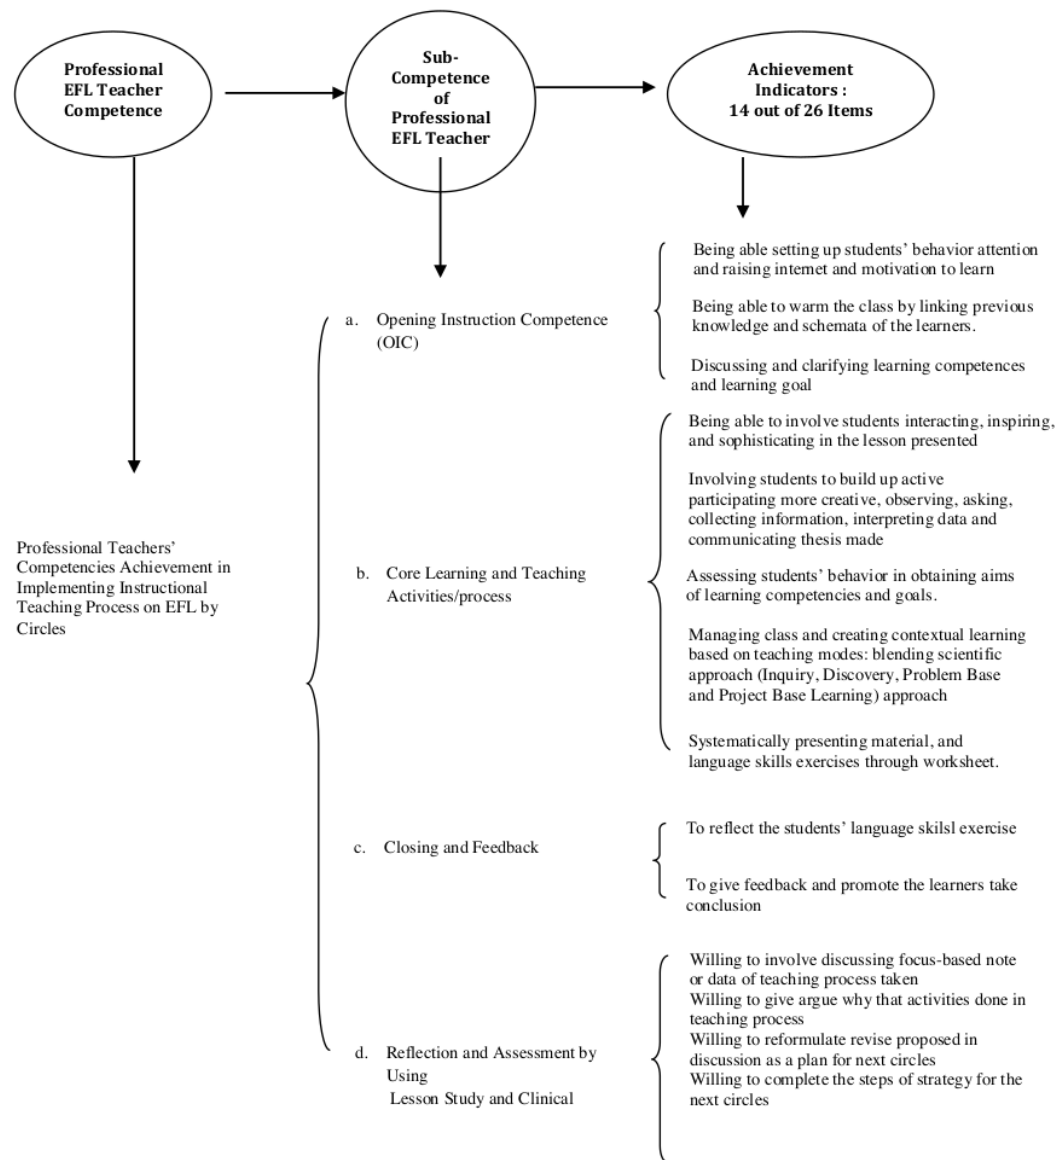 Professional
EFL Teacher
Competence
Sub-
Competence
of
Professional
EFL Teacher
Achievement
Indicators :
14 out of 26 Items
Professional Teachers'
Competencies Achievement in
Implementing Instructional
Teaching Process on EFL by
Circles
a. Opening Instruction Competence
(OIC)
Being able setting up students' behavior attention
and raising internet and motivation to learn
Being able to warm the class by linking previous
knowledge and schemata of the learners.
Discussing and clarifying learning competences
and learning goal
b. Core Learning and Teaching
Activities/process
Being able to involve students interacting, inspiring,
and sophisticating in the lesson presented
Involving students to build up active
participating more creative, observing, asking,
collecting information, interpreting data and
communicating thesis made
Assessing students' behavior in obtaining aims
of learning competencies and goals.
Managing class and creating contextual learning
based on teaching modes: blending scientific
approach (Inquiry, Discovery, Problem Base
and Project Base Learning) approach
Systematically presenting material, and
language skills exercises through worksheet.
c. Closing and Feedback
To reflect the students' language skilsl exercise
To give feedback and promote the learners take
conclusion
d. Reflection and Assessment by
Using
Lesson Study and Clinical
Willing to involve discussing focus-based note
or data of teaching process taken
Willing to give argue why that activities done in
teaching process
Willing to reformulate revise proposed in
discussion as a plan for next circles
Willing to complete the steps of strategy for the
next circles